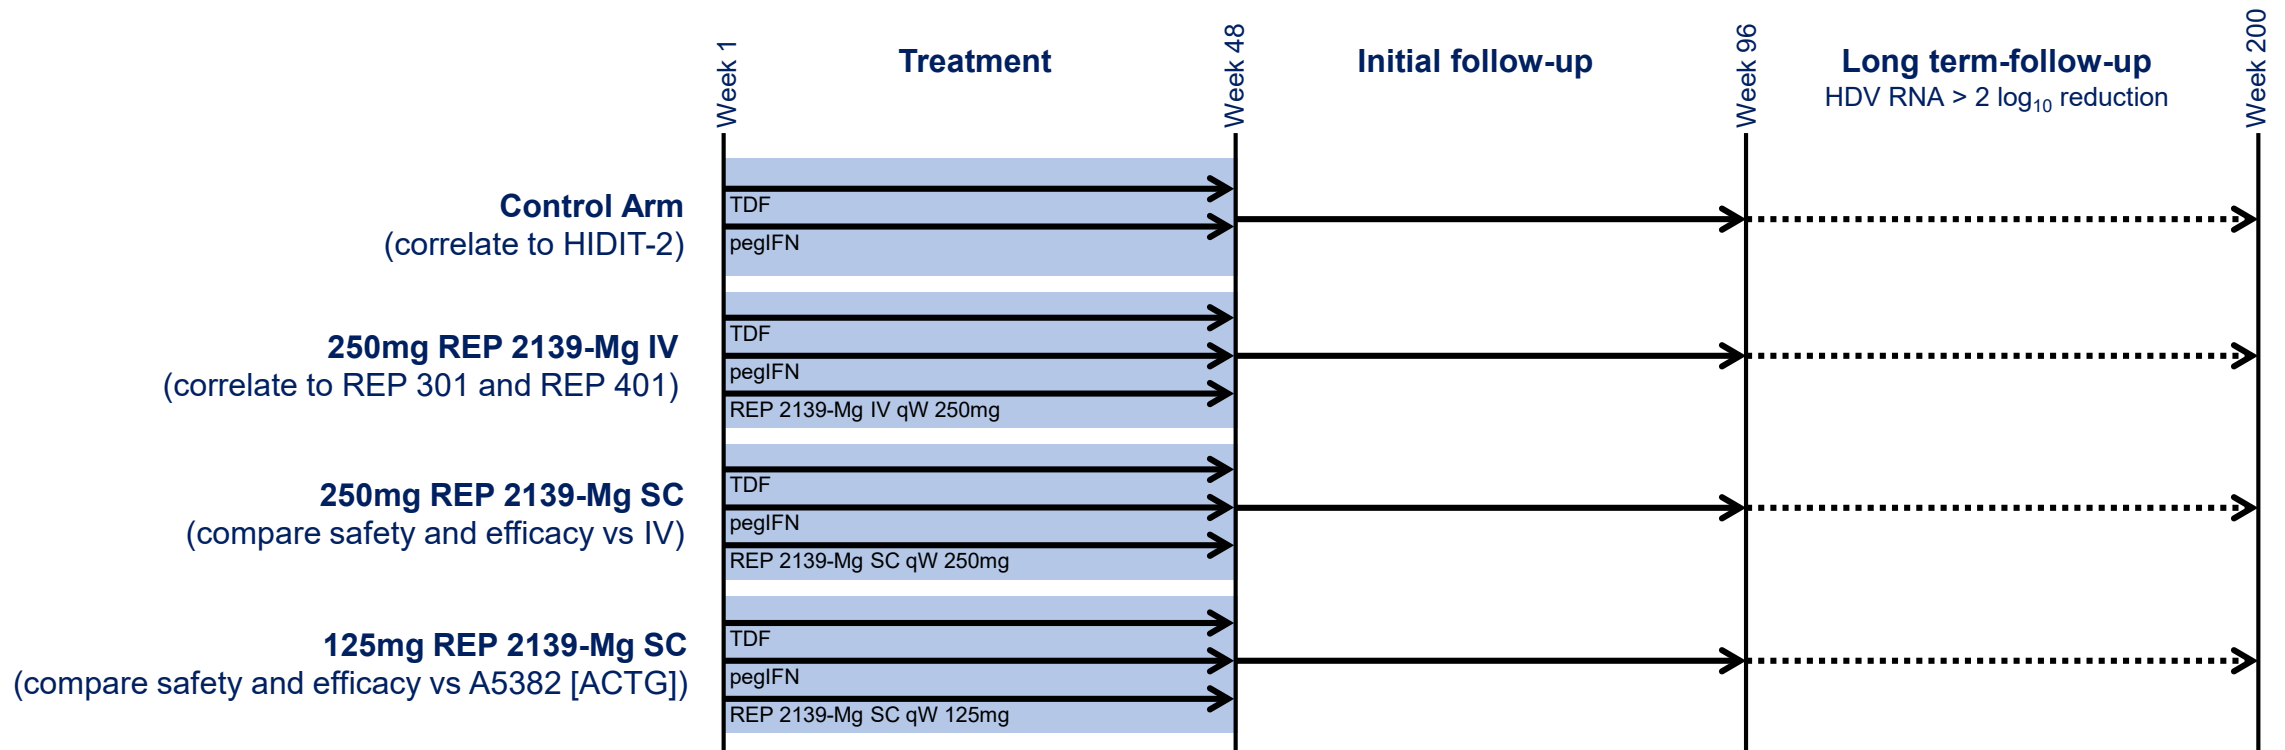 Week 1
Treatment
Week 48
Initial follow-up
Week 96
Long term-follow-up
HDV RNA > 2 log10 reduction
Week 200
Control Arm
(correlate to HIDIT-2)
TDF
pegIFN
250mg REP 2139-Mg IV
(correlate to REP 301 and REP 401)
TDF
pegIFN
REP 2139-Mg IV qW 250mg
250mg REP 2139-Mg SC
(compare safety and efficacy vs IV)
TDF
pegIFN
REP 2139-Mg SC qW 250mg
125mg REP 2139-Mg SC
(compare safety and efficacy vs A5382 [ACTG])
TDF
pegIFN
REP 2139-Mg SC qW 125mg